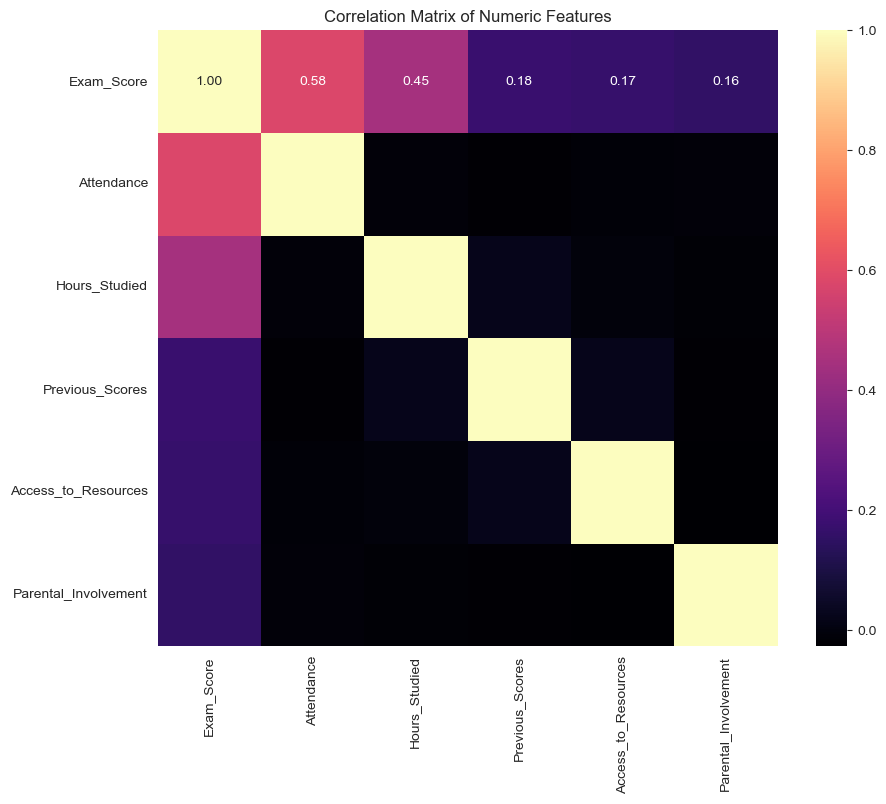 Correlation Matrix of Numeric Features
Exam_Score
1.00 0.58 0.45 0.18 0.17 0.16
Attendance
Hours_Studied
Previous_Scores
Access_to_Resources
Parental_Involvement
Exam_Score
Attendance
Hours_Studied
Previous_Scores
Access_to_Resources
Parental_Involvement
1.0
0.8
0.6
0.4
0.2
0.0